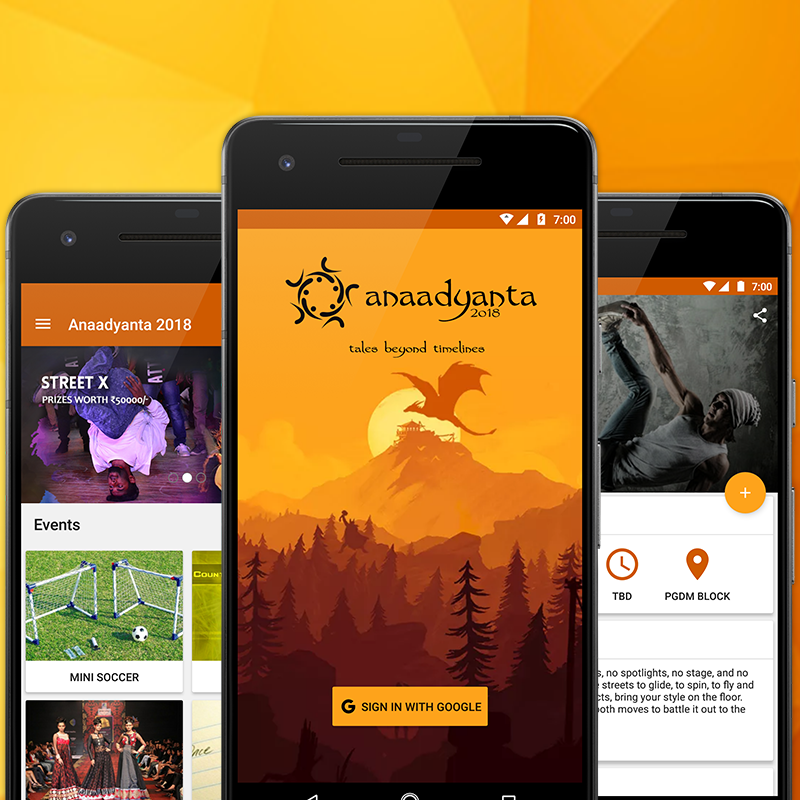 Anaadyanta 2018
STREET X
PRIZES WORTH ₹50000/-
Events
MINI SOCCER
7:00
anaadyanta
2018
tales beyond timelines
G SIGN IN WITH GOOGLE
7:00
+
TBD
PGDM BLOCK
s, no spotlights, no stage, and no
streets to glide, to spin, to fly and
cts, bring your style on the floor.
ooth moves to battle it out to the